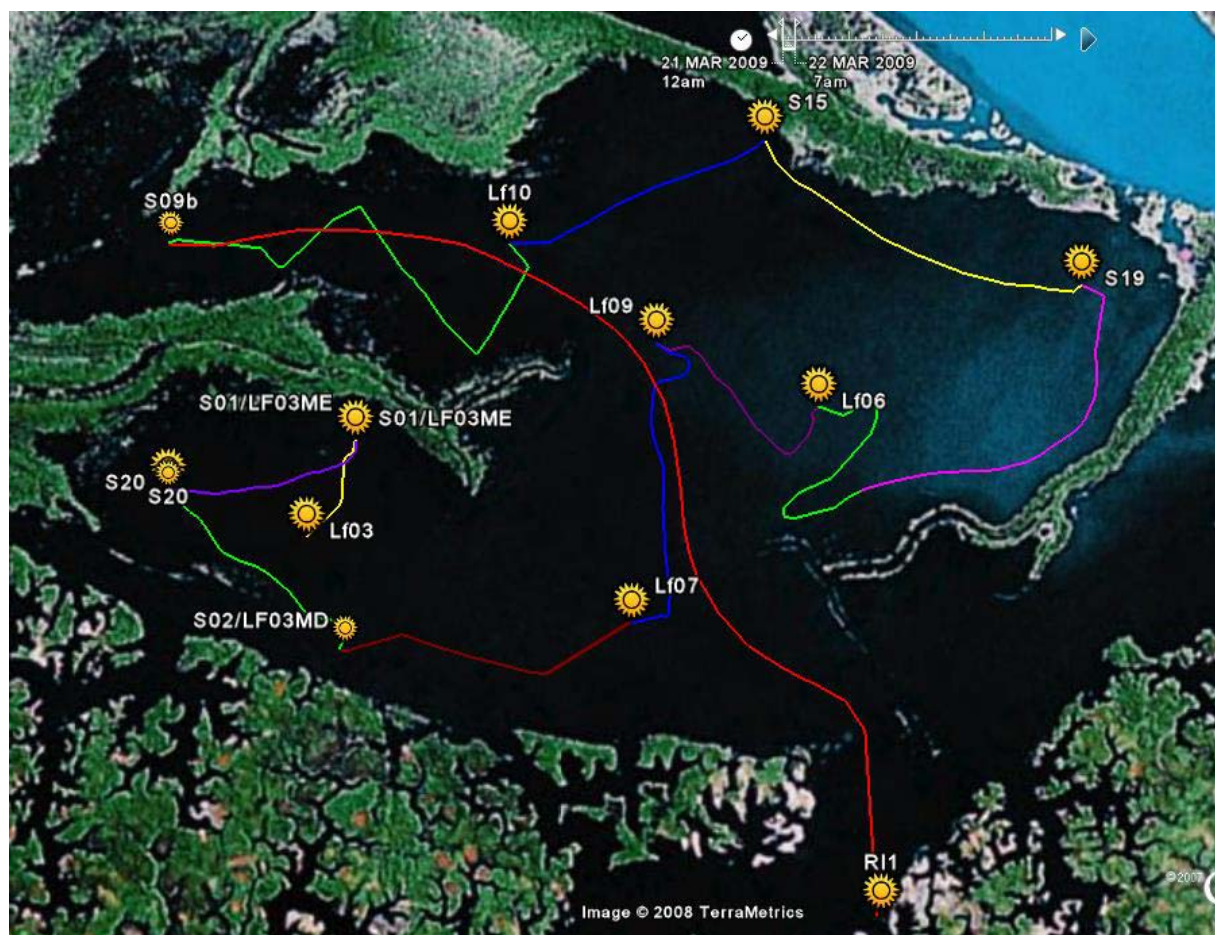 21 MAR 2009
12am
22 MAR 2009
7am
S15
S09b
Lf10
S19
Lf09
Lf06
S01/LF03ME
S01/LF03ME
S20
S20
Lf03
Lf07
S02/LF03MD
RI1
© 2007
Image © 2008 TerraMetrics